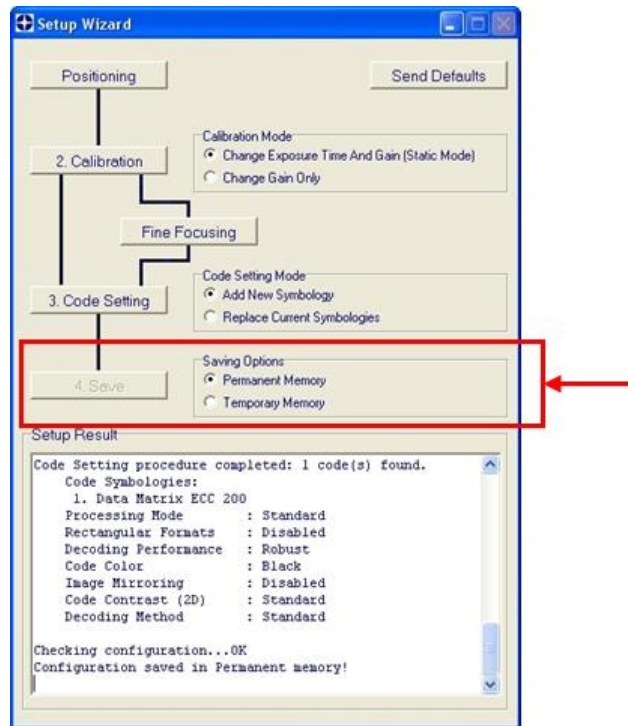 Setup Wizard
Positioning
Send Defaults
2. Calibration
Calibration Mode
Change Exposure Time And Gain (Static Mode)
Change Gain Only
Fine Focusing
3. Code Setting
Code Setting Mode
Add New Symbology
Replace Current Symbologies
4. Save
Saving Options
Permanent Memory
Temporary Memory
Setup Result
Code Setting procedure completed: 1 code(s) found.
Code Symbologies:
1. Data Matrix ECC 200
Processing Mode : Standard
Rectangular Formats : Disabled
Decoding Performance : Robust
Code Color : Black
Image Mirroring : Disabled
Code Contrast (2D) : Standard
Decoding Method : Standard
Checking configuration...OK
Configuration saved in Permanent memory!